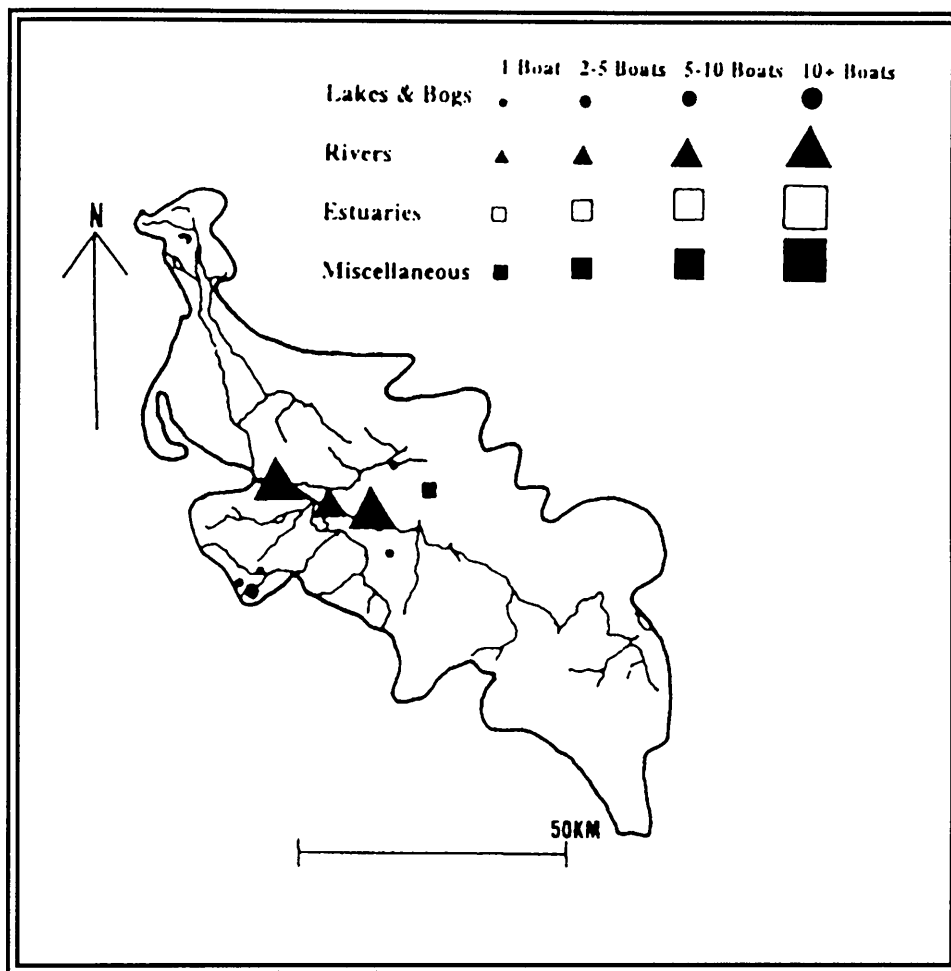 1 Boat 2-5 Boats 5-10 Boats 10+ Boats
Lakes & Bogs
Rivers
Estuaries
Miscellaneous
N
50KM